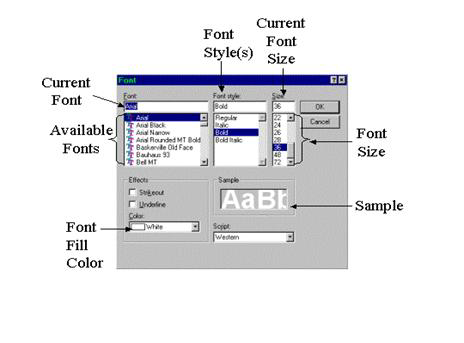 Font
Style(s)
Current
Font
Size
Current
Font
Available
Fonts
Font
Size
Sample
Font
Fill
Color
Font
Font:
Arial
Arial
Arial Black
Arial Narrow
Arial Rounded MT Bold
Baskerville Old Face
Bauhaus 93
Bell MT
Font style:
Bold
Regular
Italic
Bold
Bold Italic
Size:
36
22
24
26
28
36
48
72
OK
Cancel
Effects
Strikeout
Underline
Color:
White
Sample
AaBb
Script:
Western